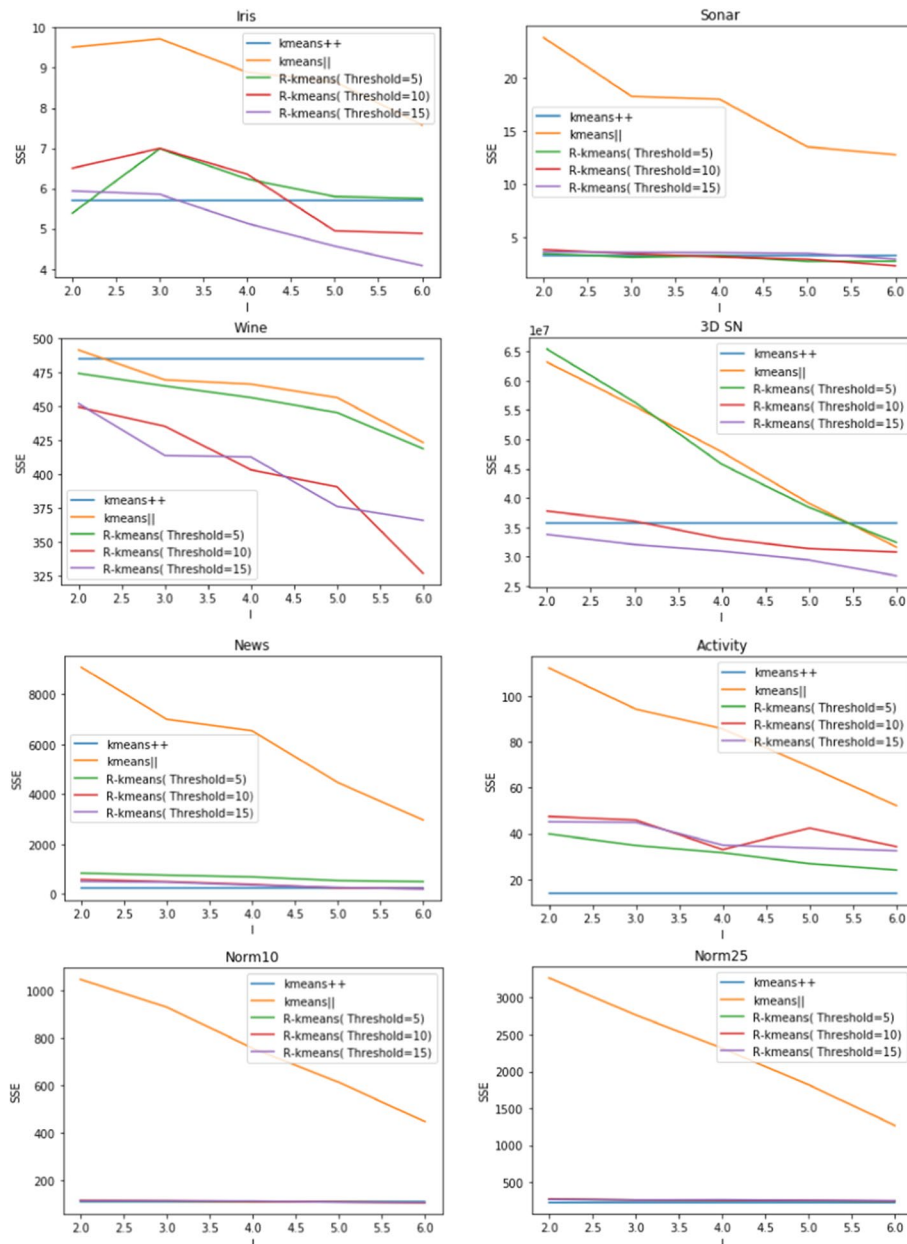 Iris
SSE
10
9
8
7
6
5
4
kmeans++
kmeans||
R-kmeans( Threshold=5)
R-kmeans( Threshold=10)
R-kmeans( Threshold=15)
2.0 2.5 3.0 3.5 4.0 4.5 5.0 5.5 6.0
l
Sonar
SSE
20
15
10
5
kmeans++
kmeans||
R-kmeans( Threshold=5)
R-kmeans( Threshold=10)
R-kmeans( Threshold=15)
2.0 2.5 3.0 3.5 4.0 4.5 5.0 5.5 6.0
l
Wine
SSE
500
475
450
425
400
375
350
325
kmeans++
kmeans||
R-kmeans( Threshold=5)
R-kmeans( Threshold=10)
R-kmeans( Threshold=15)
2.0 2.5 3.0 3.5 4.0 4.5 5.0 5.5 6.0
l
3D SN
1e7
SSE
6.5
6.0
5.5
5.0
4.5
4.0
3.5
3.0
2.5
kmeans++
kmeans||
R-kmeans( Threshold=5)
R-kmeans( Threshold=10)
R-kmeans( Threshold=15)
2.0 2.5 3.0 3.5 4.0 4.5 5.0 5.5 6.0
l
News
SSE
8000
6000
4000
2000
0
kmeans++
kmeans||
R-kmeans( Threshold=5)
R-kmeans( Threshold=10)
R-kmeans( Threshold=15)
2.0 2.5 3.0 3.5 4.0 4.5 5.0 5.5 6.0
l
Activity
SSE
100
80
60
40
20
kmeans++
kmeans||
R-kmeans( Threshold=5)
R-kmeans( Threshold=10)
R-kmeans( Threshold=15)
2.0 2.5 3.0 3.5 4.0 4.5 5.0 5.5 6.0
l
Norm10
SSE
1000
800
600
400
200
kmeans++
kmeans||
R-kmeans( Threshold=5)
R-kmeans( Threshold=10)
R-kmeans( Threshold=15)
2.0 2.5 3.0 3.5 4.0 4.5 5.0 5.5 6.0
l
Norm25
SSE
3000
2500
2000
1500
1000
500
kmeans++
kmeans||
R-kmeans( Threshold=5)
R-kmeans( Threshold=10)
R-kmeans( Threshold=15)
2.0 2.5 3.0 3.5 4.0 4.5 5.0 5.5 6.0
l